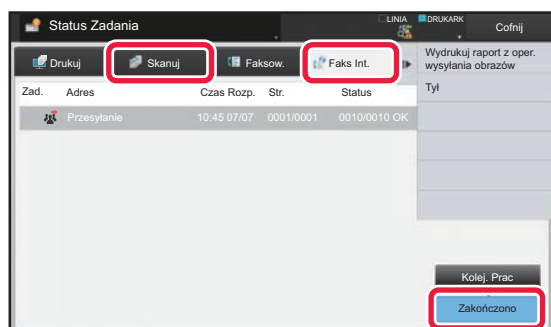 Status Zadania
LINIA
DRUKARK
Cofnij
Drukuj
Skanuj
Faksow.
Faks Int.
Wydrukuj raport z oper.
wysyłania obrazów
Tył
Zad. Adres Czas Rozp. Str. Status
Przesyłanie 10:45 07/07 0001/0001 0010/0010 OK
Kolej. Prac
Zakończono